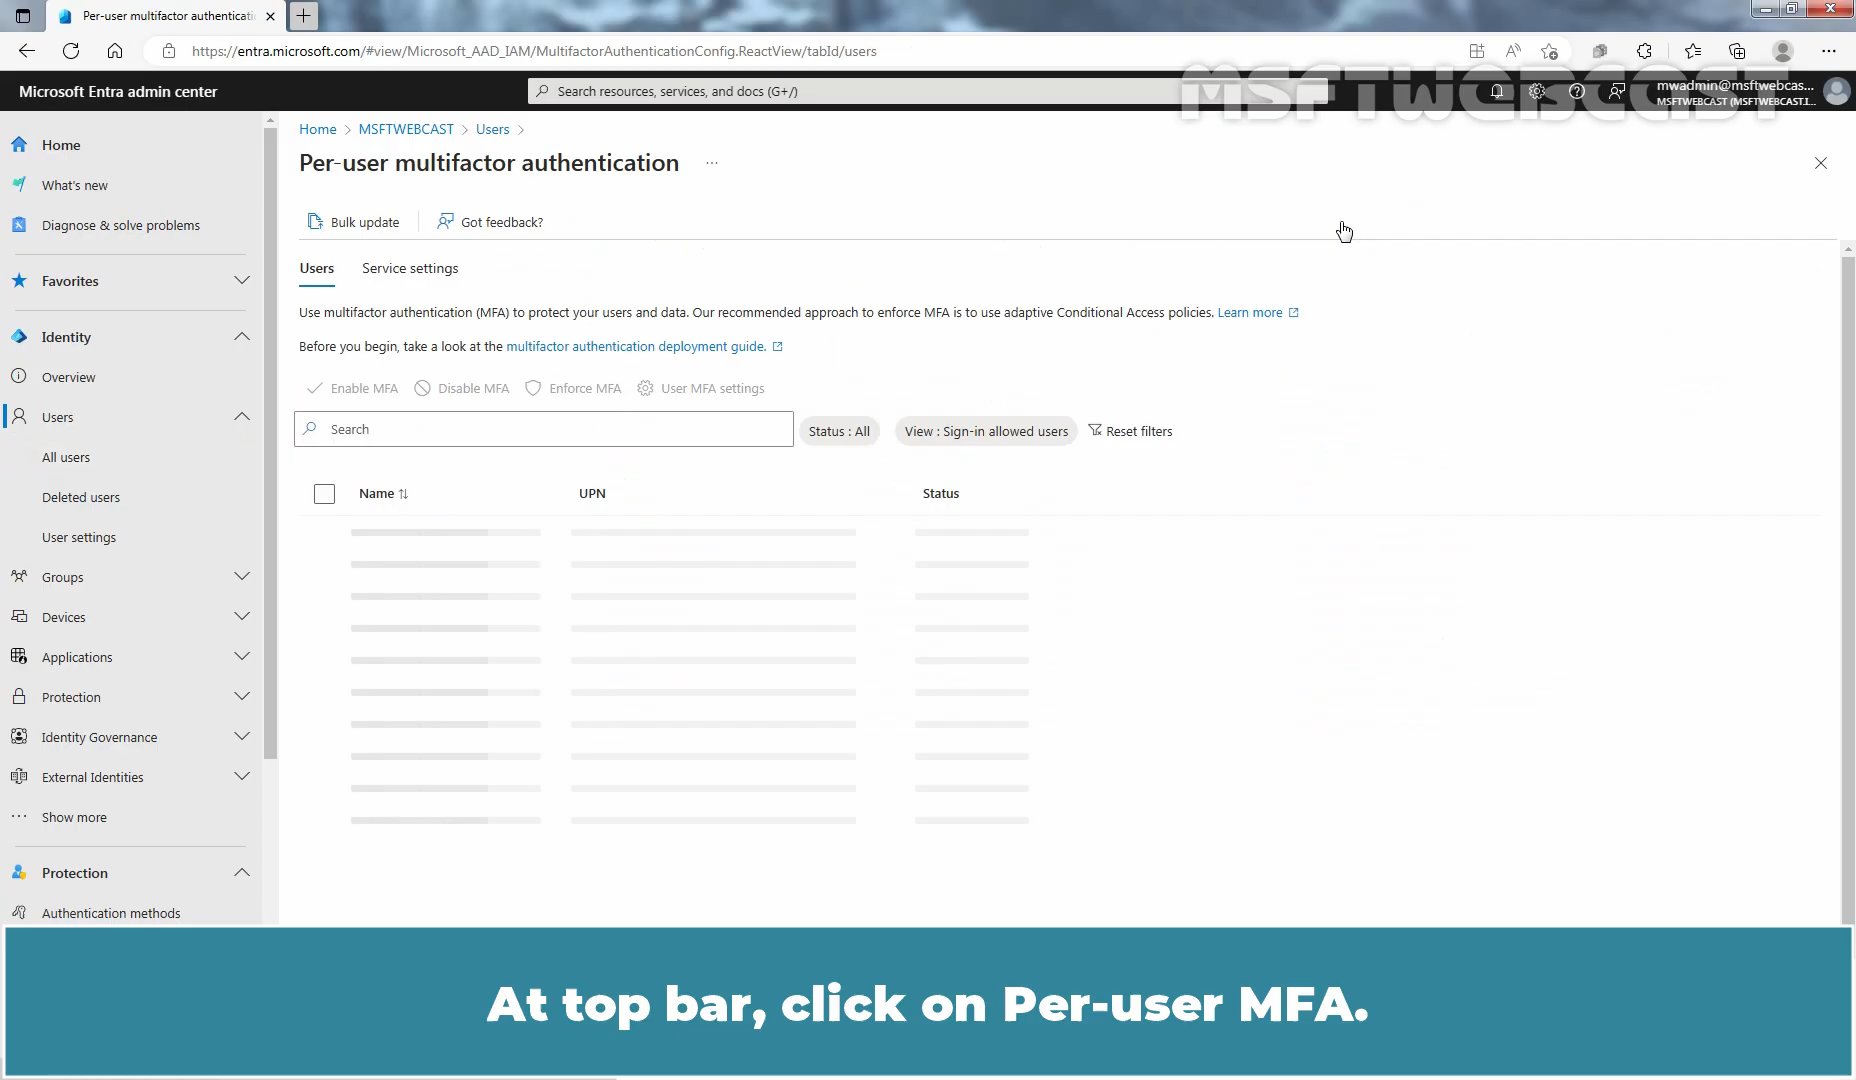 Per-user multifactor authenticati
https://entra.microsoft.com/#view/Microsoft_AAD_IAM/MultifactorAuthenticationConfig.ReactView/tabId/users
MSFTWEBCAST
Microsoft Entra admin center
Search resources, services, and docs (G+/)
mwadmin@msftwebcas...
MSFTWEBCAST (MSFTWEBCAST.I...
Home > MSFTWEBCAST > Users >
Per-user multifactor authentication ...
Bulk update
Got feedback?
Users
Service settings
Use multifactor authentication (MFA) to protect your users and data. Our recommended approach to enforce MFA is to use adaptive Conditional Access policies. Learn more
Before you begin, take a look at the multifactor authentication deployment guide.
Enable MFA
Disable MFA
Enforce MFA
User MFA settings
Search
Status : All
View : Sign-in allowed users
Reset filters
Name
UPN
Status
Home
What's new
Diagnose & solve problems
Favorites
Identity
Overview
Users
All users
Deleted users
User settings
Groups
Devices
Applications
Protection
Identity Governance
External Identities
Show more
Protection
Authentication methods
At top bar, click on Per-user MFA.